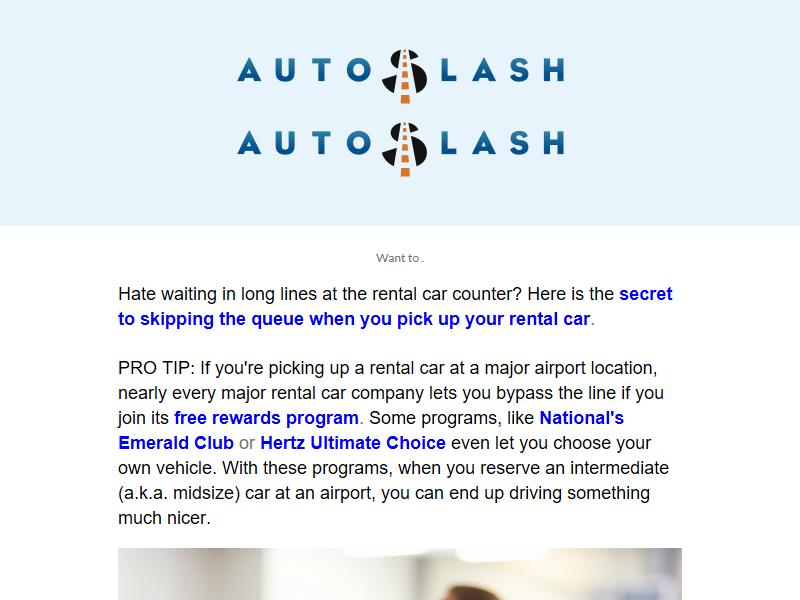 AUTOSLASH
AUTOSLASH
Want to .
Hate waiting in long lines at the rental car counter? Here is the secret
to skipping the queue when you pick up your rental car.
PRO TIP: If you're picking up a rental car at a major airport location,
nearly every major rental car company lets you bypass the line if you
join its free rewards program. Some programs, like National's
Emerald Club or Hertz Ultimate Choice even let you choose your
own vehicle. With these programs, when you reserve an intermediate
(a.k.a. midsize) car at an airport, you can end up driving something
much nicer.